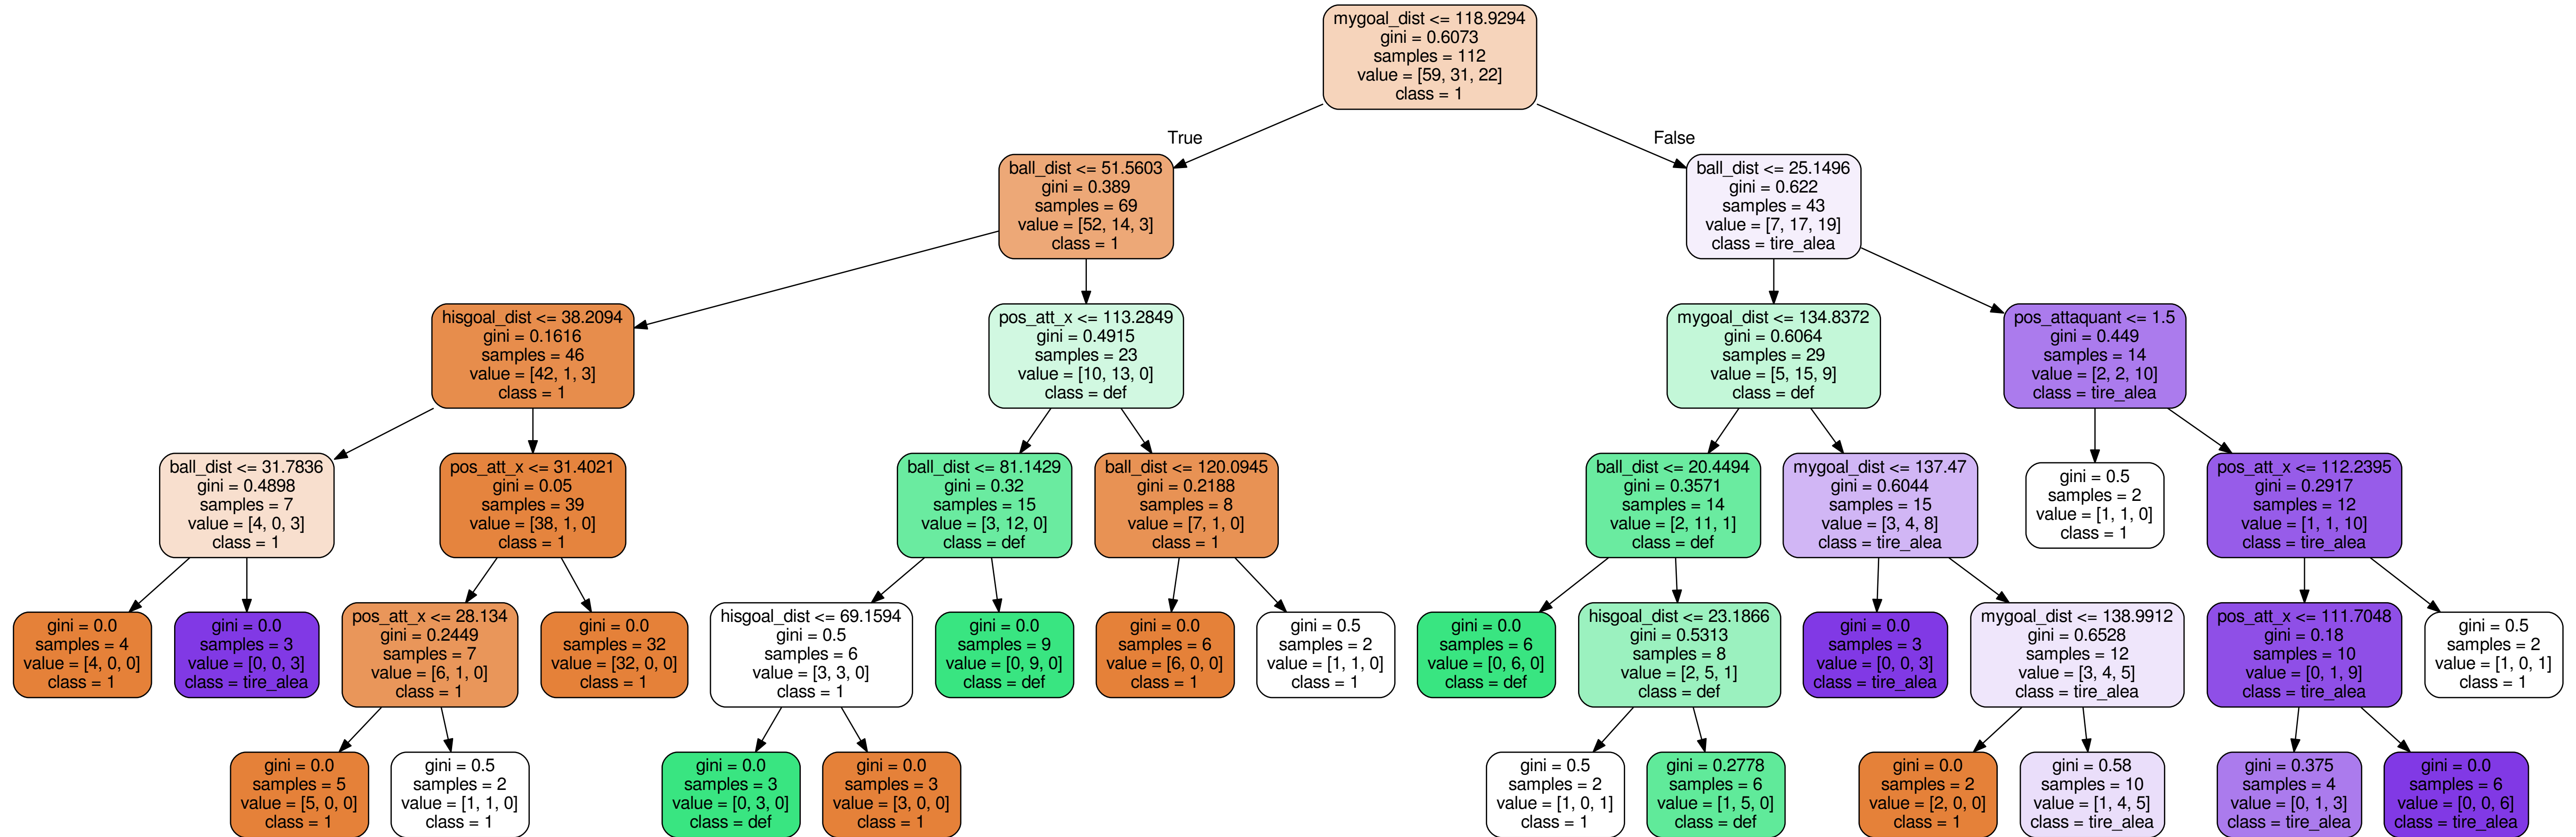 mygoal_dist <= 118.9294
gini = 0.6073
samples = 112
value = [59, 31, 22]
class = 1
True
False
ball_dist <= 51.5603
gini = 0.389
samples = 69
value = [52, 14, 3]
class = 1
ball_dist <= 25.1496
gini = 0.622
samples = 43
value = [7, 17, 19]
class = tire_alea
hisgoal_dist <= 38.2094
gini = 0.1616
samples = 46
value = [42, 1, 3]
class = 1
pos_att_x <= 113.2849
gini = 0.4915
samples = 23
value = [10, 13, 0]
class = def
mygoal_dist <= 134.8372
gini = 0.6064
samples = 29
value = [5, 15, 9]
class = def
pos_attaquant <= 1.5
gini = 0.449
samples = 14
value = [2, 2, 10]
class = tire_alea
ball_dist <= 31.7836
gini = 0.4898
samples = 7
value = [4, 0, 3]
class = 1
pos_att_x <= 31.4021
gini = 0.05
samples = 39
value = [38, 1, 0]
class = 1
ball_dist <= 81.1429
gini = 0.32
samples = 15
value = [3, 12, 0]
class = def
ball_dist <= 120.0945
gini = 0.2188
samples = 8
value = [7, 1, 0]
class = 1
ball_dist <= 20.4494
gini = 0.3571
samples = 14
value = [2, 11, 1]
class = def
mygoal_dist <= 137.47
gini = 0.6044
samples = 15
value = [3, 4, 8]
class = tire_alea
gini = 0.5
samples = 2
value = [1, 1, 0]
class = 1
pos_att_x <= 112.2395
gini = 0.2917
samples = 12
value = [1, 1, 10]
class = tire_alea
gini = 0.0
samples = 4
value = [4, 0, 0]
class = 1
gini = 0.0
samples = 3
value = [0, 0, 3]
class = tire_alea
pos_att_x <= 28.134
gini = 0.2449
samples = 7
value = [6, 1, 0]
class = 1
gini = 0.0
samples = 32
value = [32, 0, 0]
class = 1
hisgoal_dist <= 69.1594
gini = 0.5
samples = 6
value = [3, 3, 0]
class = 1
gini = 0.0
samples = 9
value = [0, 9, 0]
class = def
gini = 0.0
samples = 6
value = [6, 0, 0]
class = 1
gini = 0.5
samples = 2
value = [1, 1, 0]
class = 1
gini = 0.0
samples = 6
value = [0, 6, 0]
class = def
hisgoal_dist <= 23.1866
gini = 0.5313
samples = 8
value = [2, 5, 1]
class = def
gini = 0.0
samples = 3
value = [0, 0, 3]
class = tire_alea
mygoal_dist <= 138.9912
gini = 0.6528
samples = 12
value = [3, 4, 5]
class = tire_alea
pos_att_x <= 111.7048
gini = 0.18
samples = 10
value = [0, 1, 9]
class = tire_alea
gini = 0.5
samples = 2
value = [1, 0, 1]
class = 1
gini = 0.0
samples = 5
value = [5, 0, 0]
class = 1
gini = 0.5
samples = 2
value = [1, 1, 0]
class = 1
gini = 0.0
samples = 3
value = [0, 3, 0]
class = def
gini = 0.0
samples = 3
value = [3, 0, 0]
class = 1
gini = 0.5
samples = 2
value = [1, 0, 1]
class = 1
gini = 0.2778
samples = 6
value = [1, 5, 0]
class = def
gini = 0.0
samples = 2
value = [2, 0, 0]
class = 1
gini = 0.58
samples = 10
value = [1, 4, 5]
class = tire_alea
gini = 0.375
samples = 4
value = [0, 1, 3]
class = tire_alea
gini = 0.0
samples = 6
value = [0, 0, 6]
class = tire_alea